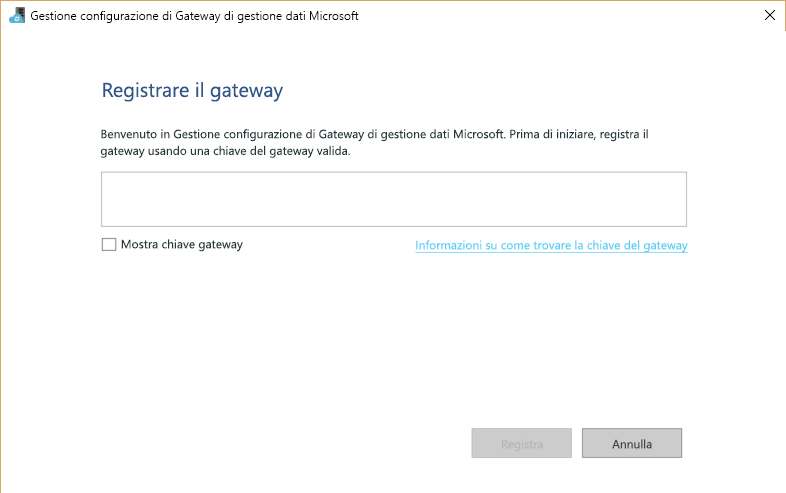 Gestione configurazione di Gateway di gestione dati Microsoft
Registrare il gateway
Benvenuto in Gestione configurazione di Gateway di gestione dati Microsoft. Prima di iniziare, registra il
gateway usando una chiave del gateway valida.
Mostra chiave gateway
Informazioni su come trovare la chiave del gateway
Registra
Annulla